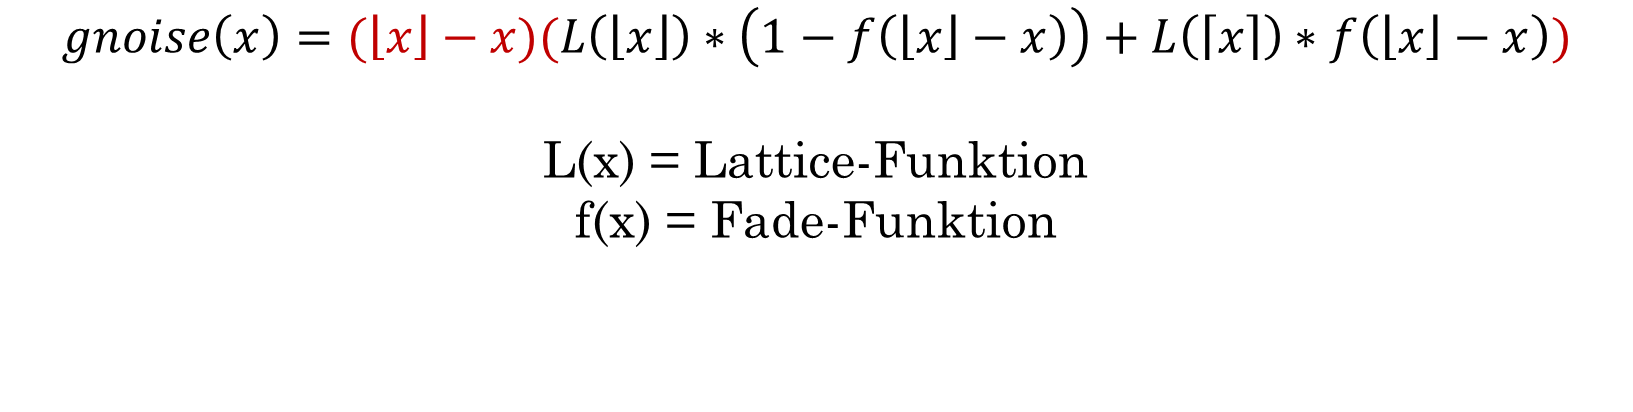 gnoise(x) = (⌊x⌋ − x)(L(⌊x⌋) ∗ (1 − f(⌊x⌋ − x)) + L(⌈x⌉) ∗ f(⌊x⌋ − x))
L(x) = Lattice-Funktion
f(x) = Fade-Funktion